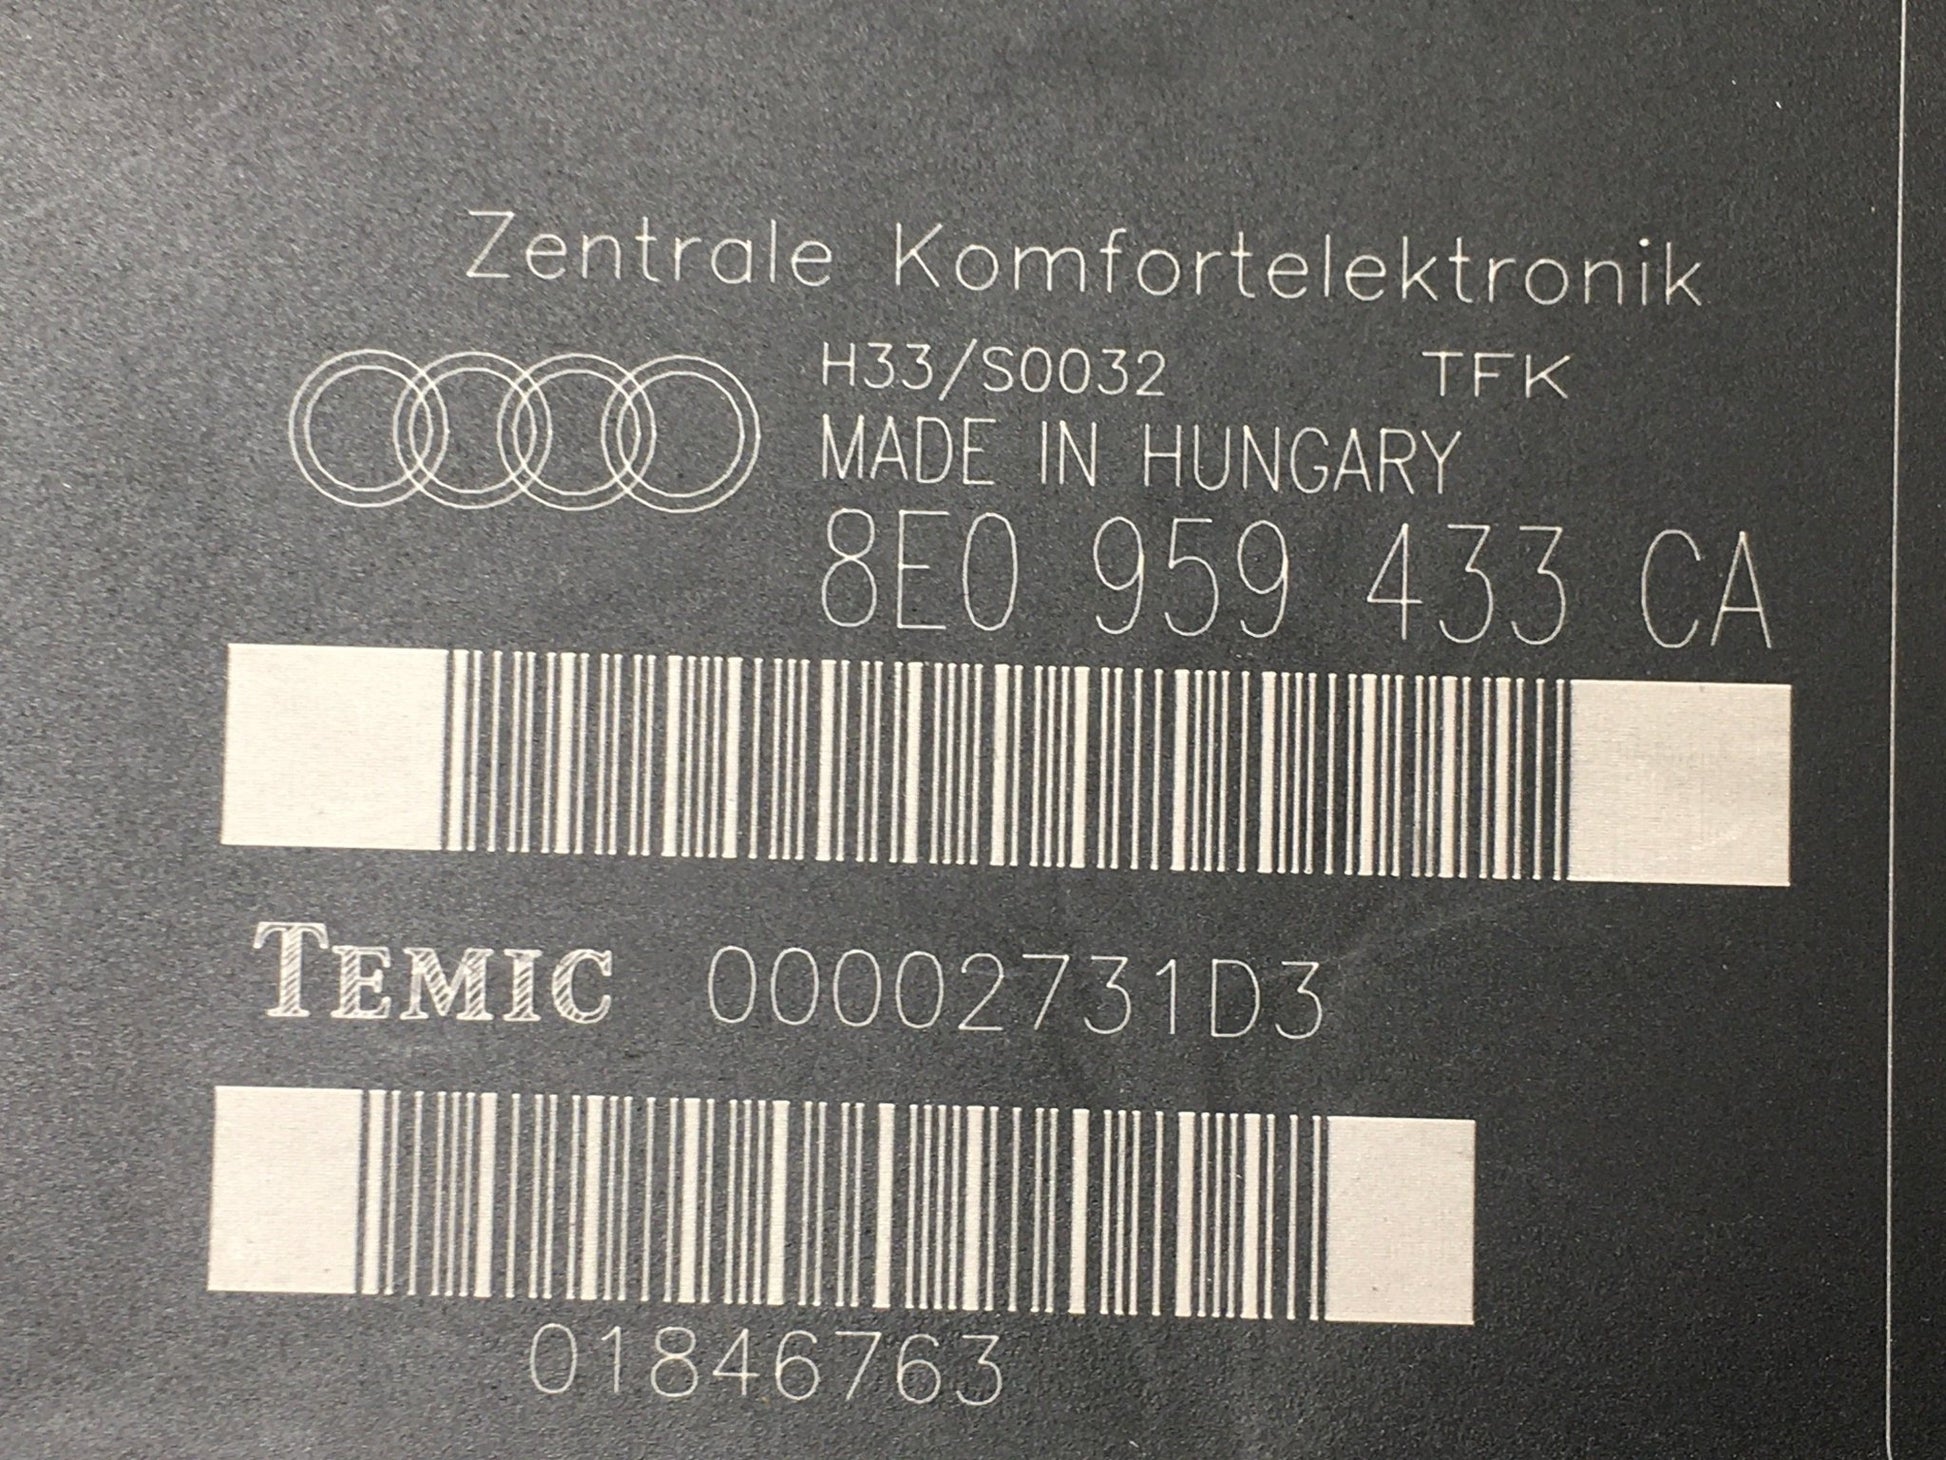 Zentrale Komfortelektronik
H33/S0032 TFK
MADE IN HUNGARY
8E0 959 433 CA
TEMIC 00002731D3
01846763